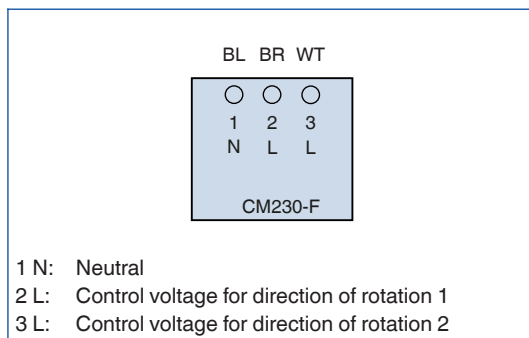 BL BR WT
1 2 3
N L L
CM230-F
1 N: Neutral
2 L: Control voltage for direction of rotation 1
3 L: Control voltage for direction of rotation 2